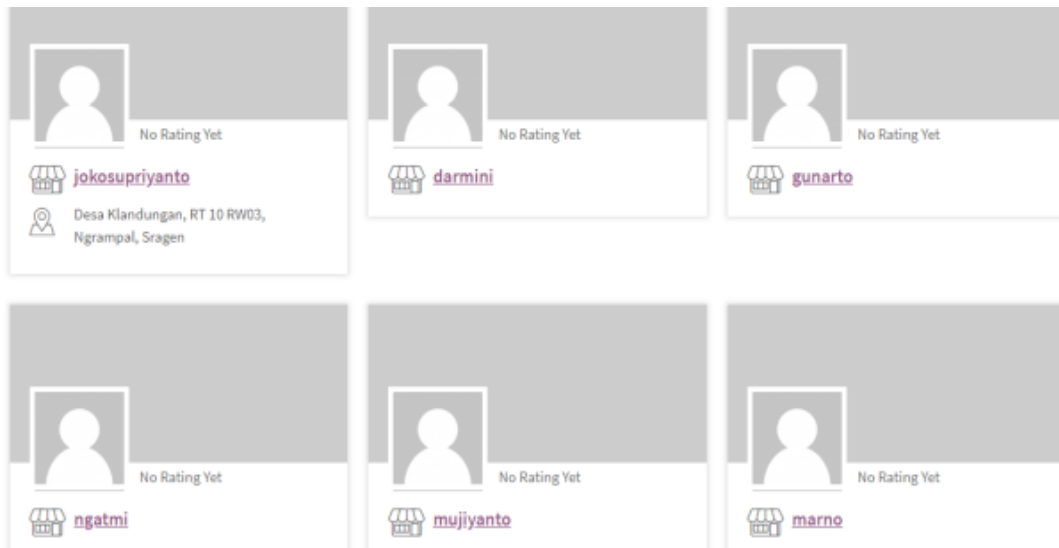 No Rating Yet
jokosupriyanto
Desa Klandungan, RT 10 RW03,
Ngrampal, Sragen
No Rating Yet
darmini
No Rating Yet
gunarto
No Rating Yet
ngatmi
No Rating Yet
mujiyanto
No Rating Yet
marno